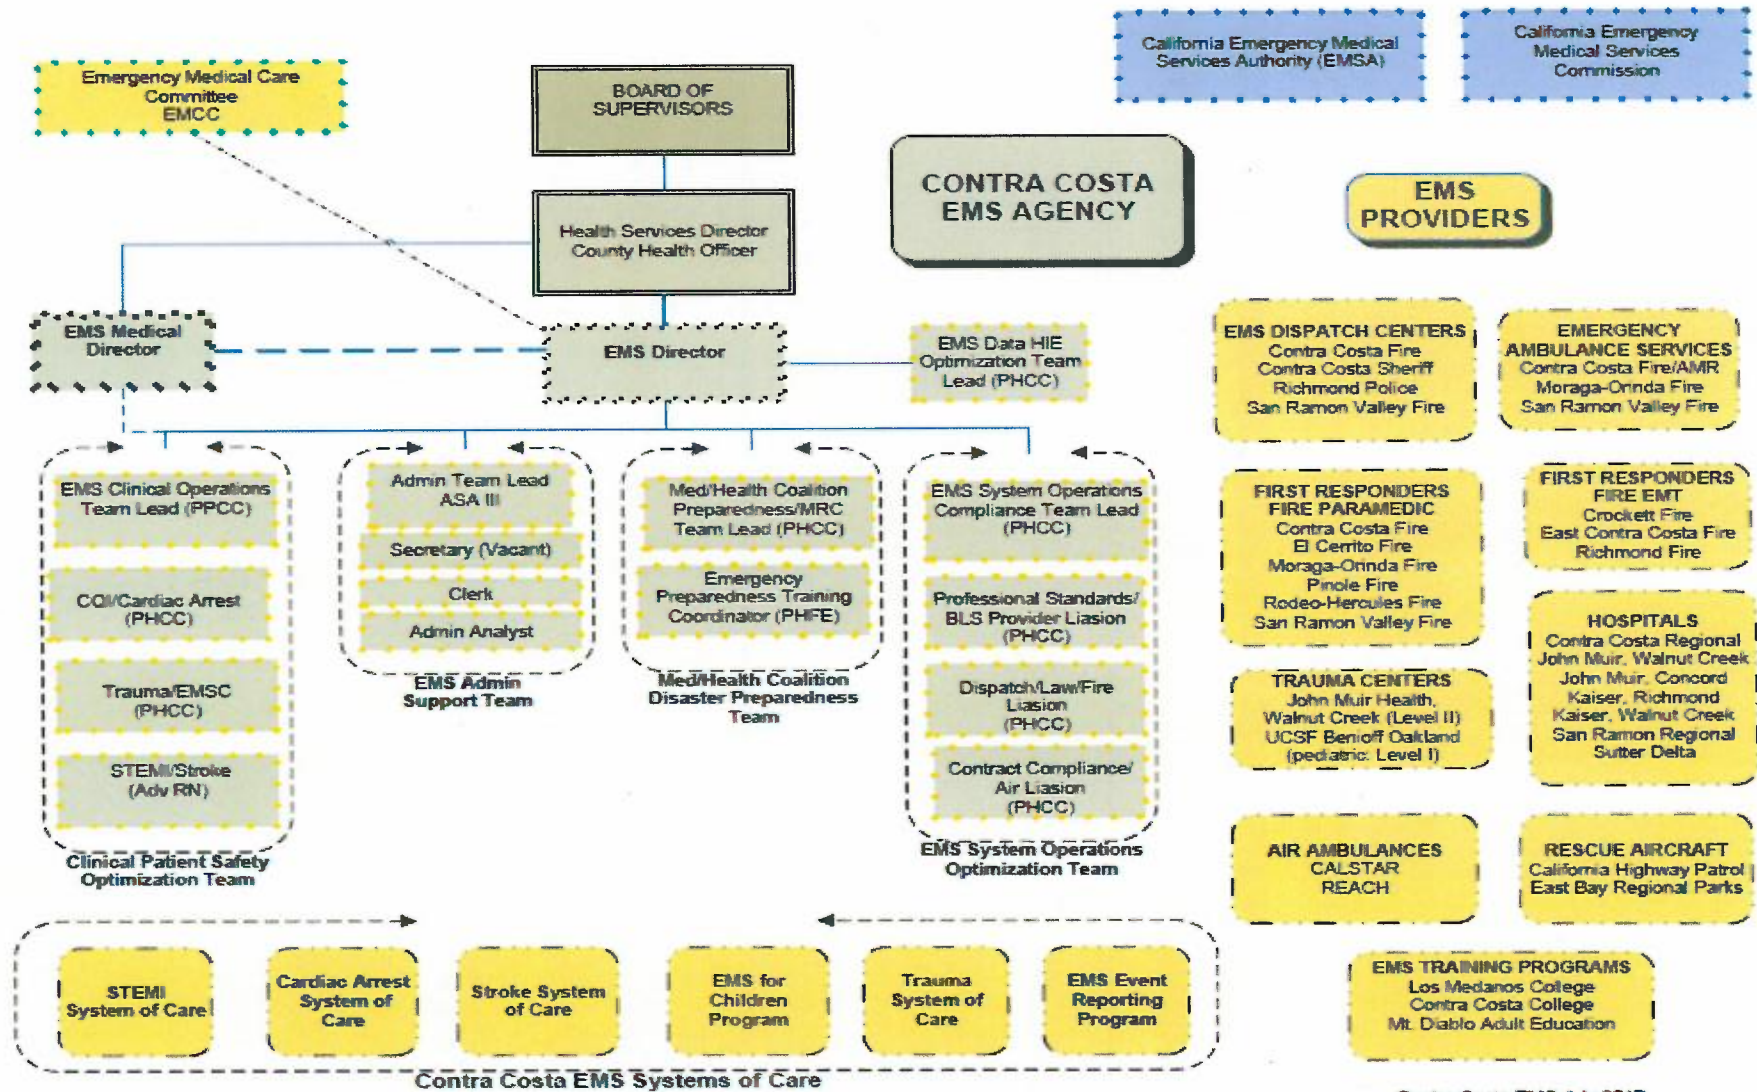 California Emergency Medical
Services Authority (EMSA)
California Emergency
Medical Services
Commission
Emergency Medical Care
Committee
EMCC
BOARD OF
SUPERVISORS
CONTRA COSTA
EMS AGENCY
EMS
PROVIDERS
Health Services Director
County Health Officer
EMS Medical
Director
EMS Director
EMS Data HIE
Optimization Team
Lead (PHCC)
EMS Clinical Operations
Team Lead (PPCC)
CQI/Cardiac Arrest
(PHCC)
Trauma/EMSC
(PHCC)
STEMI/Stroke
(Adv RN)
Clinical Patient Safety
Optimization Team
Admin Team Lead
ASA III
Secretary (Vacant)
Clerk
Admin Analyst
EMS Admin
Support Team
Med/Health Coalition
Preparedness/MRC
Team Lead (PHCC)
Emergency
Preparedness Training
Coordinator (PHFE)
Med/Health Coalition
Disaster Preparedness
Team
EMS System Operations
Compliance Team Lead
(PHCC)
Professional Standards/
BLS Provider Liasion
(PHCC)
Dispatch/Law/Fire
Liasion
(PHCC)
Contract Compliance/
Air Liasion
(PHCC)
EMS System Operations
Optimization Team
EMS DISPATCH CENTERS
Contra Costa Fire
Contra Costa Sheriff
Richmond Police
San Ramon Valley Fire
EMERGENCY
AMBULANCE SERVICES
Contra Costa Fire/AMR
Moraga-Orinda Fire
San Ramon Valley Fire
FIRST RESPONDERS
FIRE PARAMEDIC
Contra Costa Fire
El Cerrito Fire
Moraga-Orinda Fire
Pinole Fire
Rodeo-Hercules Fire
San Ramon Valley Fire
FIRST RESPONDERS
FIRE EMT
Crockett Fire
East Contra Costa Fire
Richmond Fire
TRAUMA CENTERS
John Muir Health,
Walnut Creek (Level II)
UCSF Benioff Oakland
(pediatric: Level I)
HOSPITALS
Contra Costa Regional
John Muir, Walnut Creek
John Muir, Concord
Kaiser, Richmond
Kaiser, Walnut Creek
San Ramon Regional
Sutter Delta
AIR AMBULANCES
CALSTAR
REACH
RESCUE AIRCRAFT
California Highway Patrol
East Bay Regional Parks
EMS TRAINING PROGRAMS
Los Medanos College
Contra Costa College
Mt. Diablo Adult Education
STEMI
System of Care
Cardiac Arrest
System of
Care
Stroke System
of Care
EMS for
Children
Program
Trauma
System of
Care
EMS Event
Reporting
Program
Contra Costa EMS Systems of Care